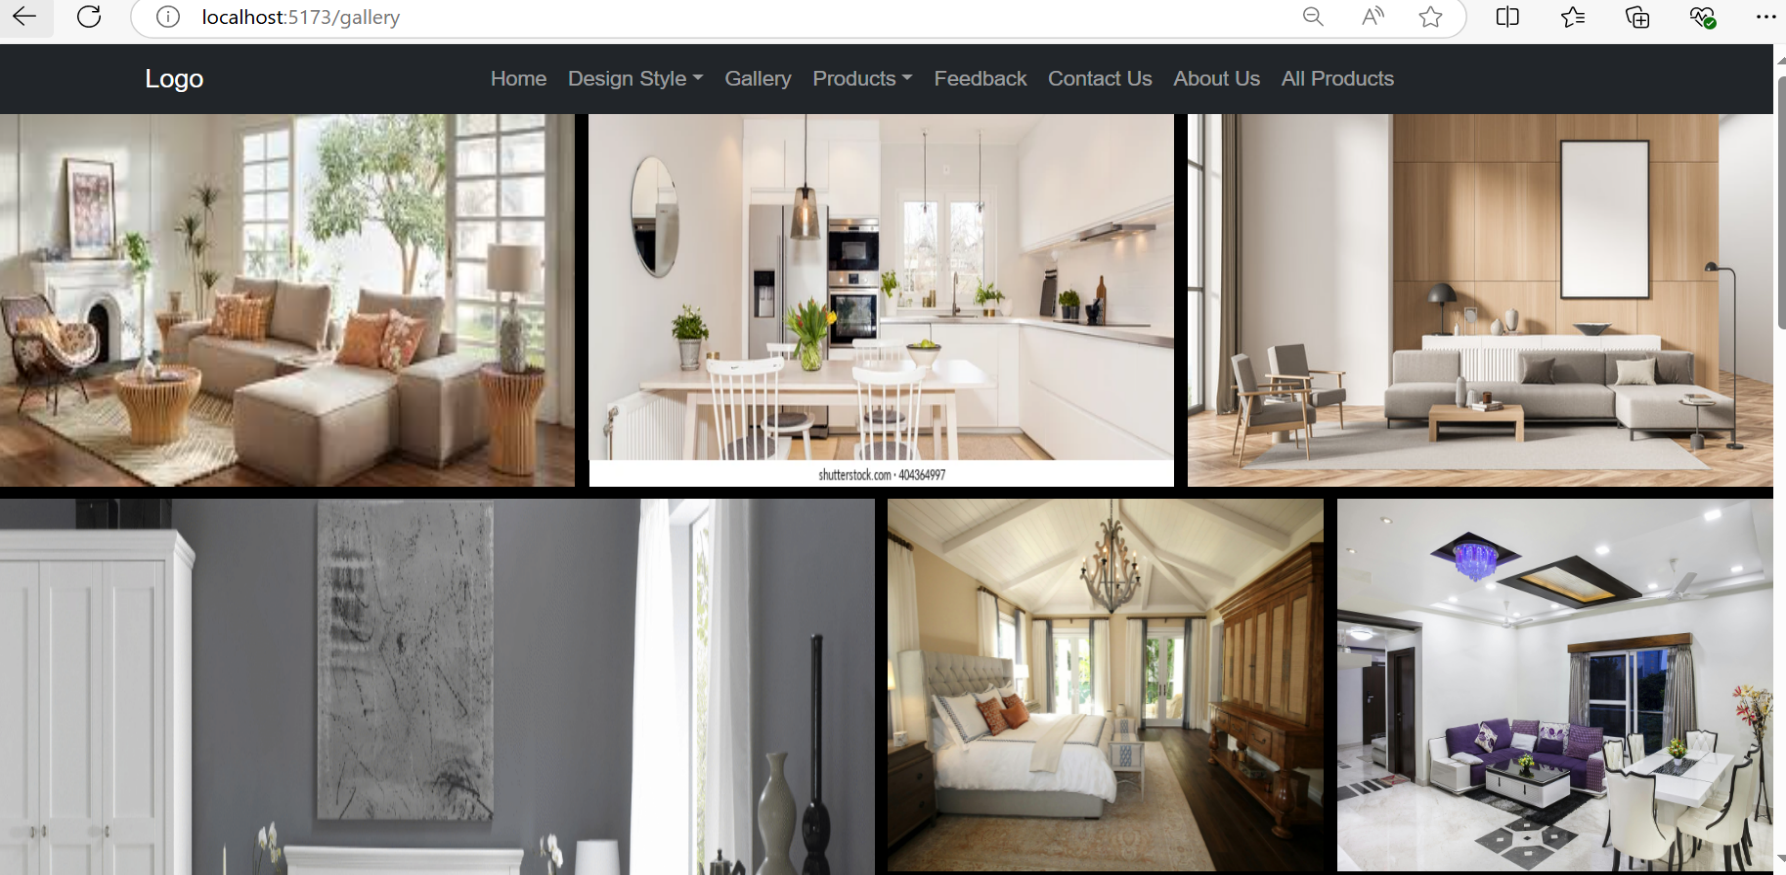 localhost:5173/gallery
Logo
Home Design Style Gallery Products Feedback Contact Us About Us All Products
shutterstock.com · 404364997